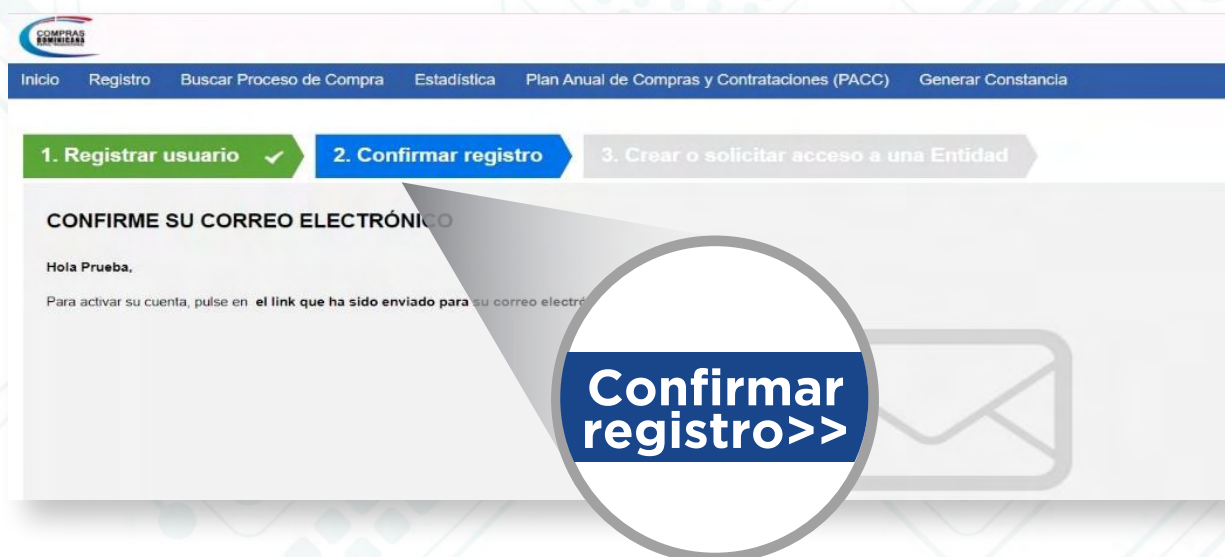 COMPRAS
DOMINICANA
Inicio Registro Buscar Proceso de Compra Estadística Plan Anual de Compras y Contrataciones (PACC) Generar Constancia
1. Registrar usuario 2. Confirmar registro 3. Crear o solicitar acceso a una Entidad
CONFIRME SU CORREO ELECTRÓNICO
Hola Prueba,
Para activar su cuenta, pulse en el link que ha sido enviado para su correo electró
Confirmar
registro>>